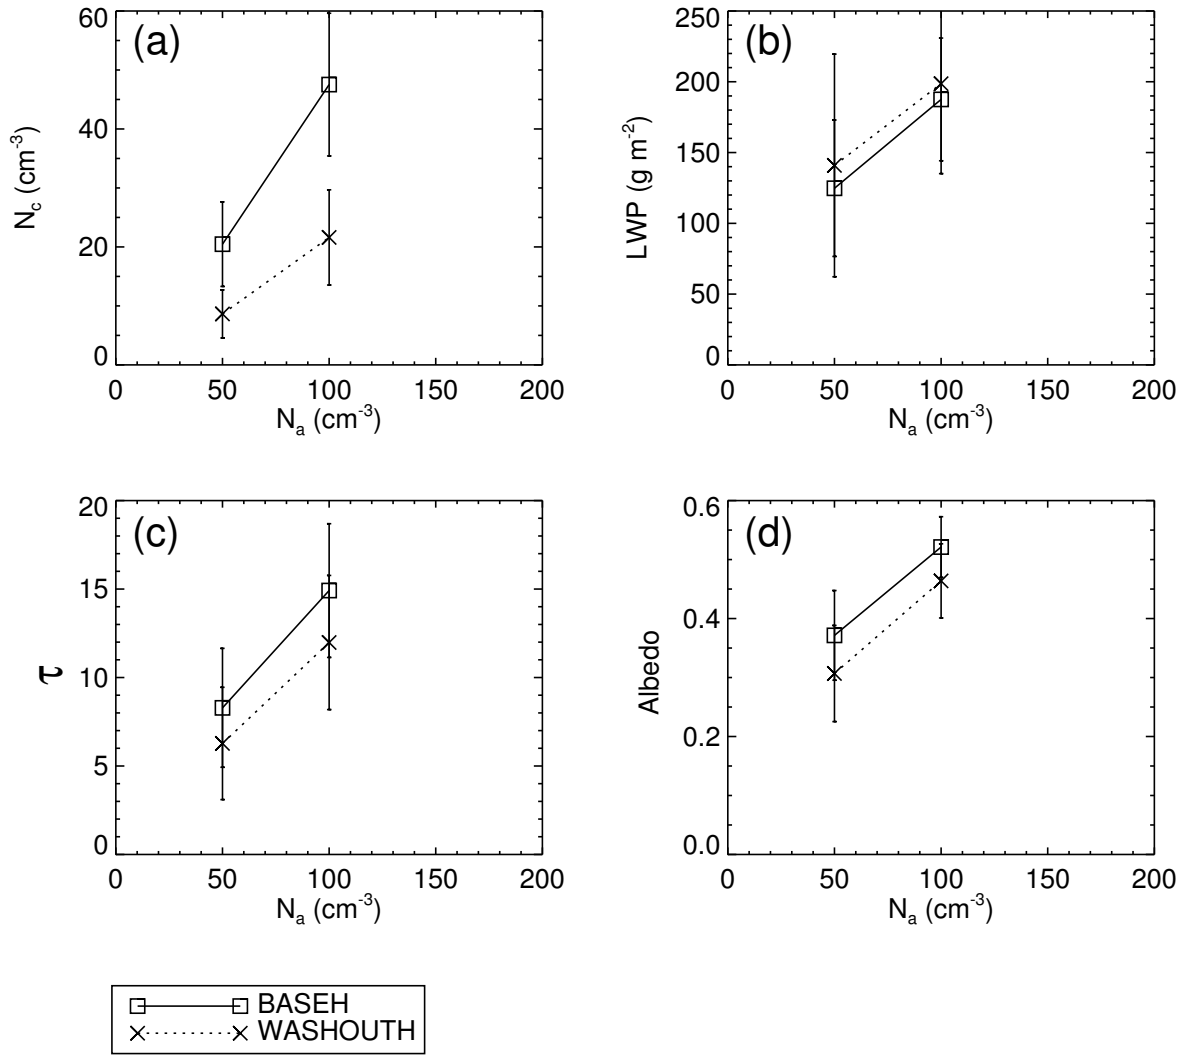 (a)
60
40
20
0
N_c (cm⁻³)
0 50 100 150 200
N_a (cm⁻³)
(b)
250
200
150
100
50
0
LWP (g m⁻²)
0 50 100 150 200
N_a (cm⁻³)
(c)
20
15
10
5
0
τ
0 50 100 150 200
N_a (cm⁻³)
(d)
0.6
0.4
0.2
0.0
Albedo
0 50 100 150 200
N_a (cm⁻³)
BASEH
WASHOUTH